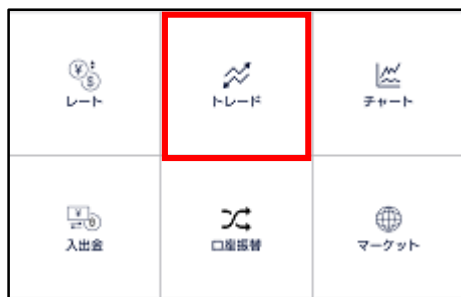 レート
トレード
チャート
入出金
口座振替
マーケット